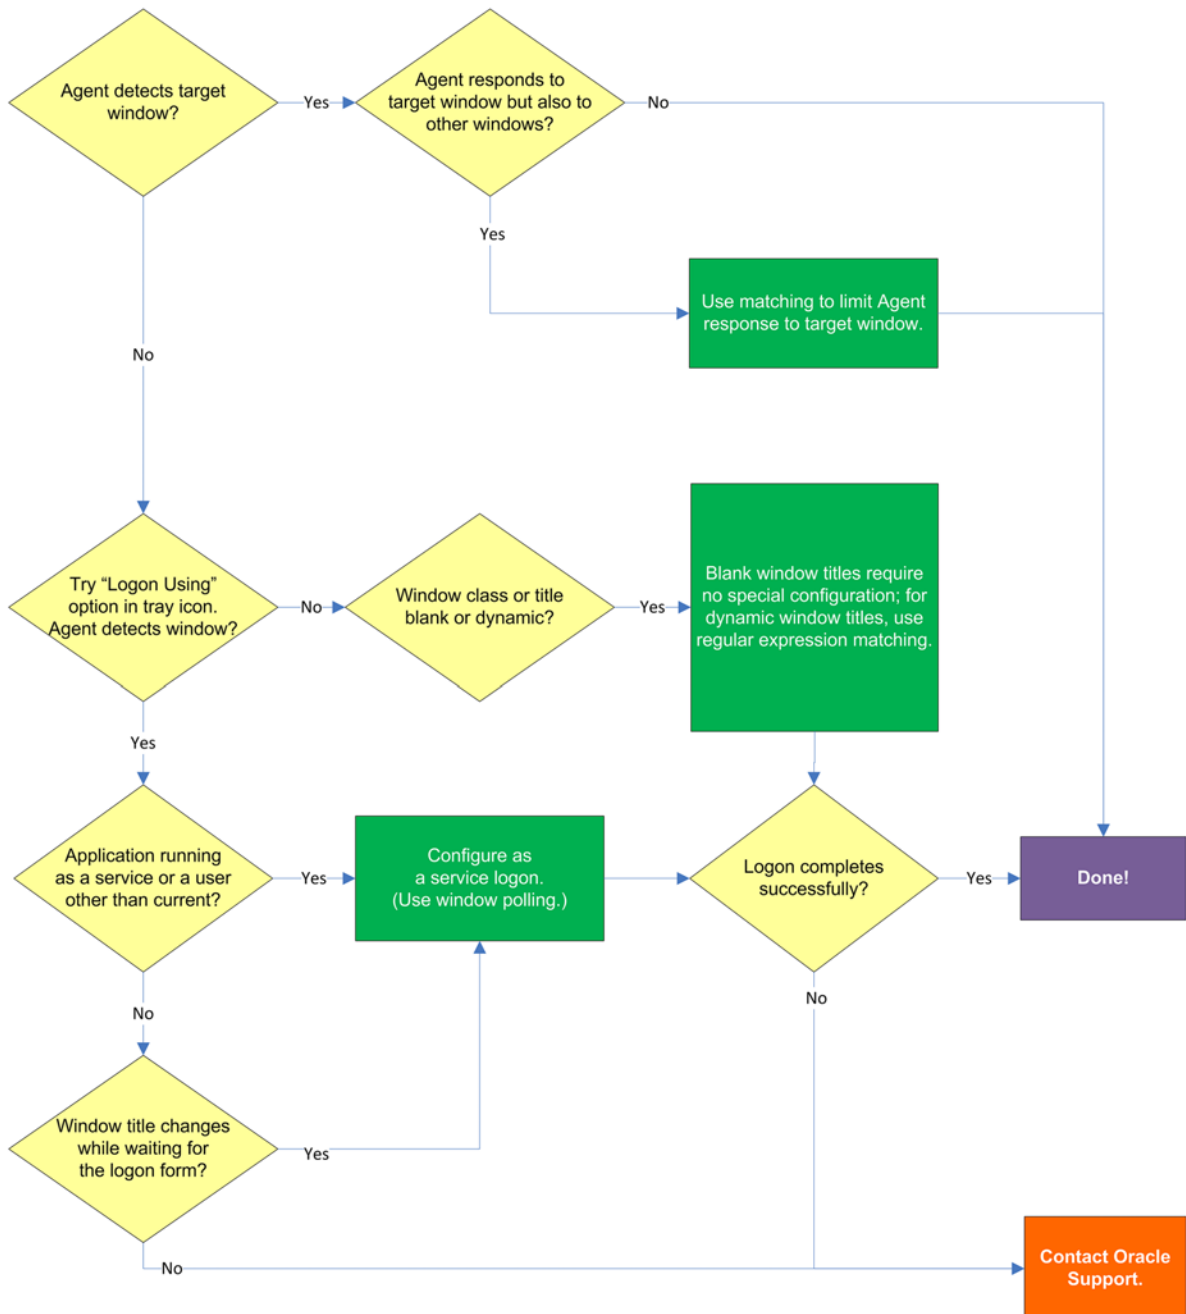 Agent detects target
window?
Yes
Agent responds to
target window but also to
other windows?
No
Yes
Use matching to limit Agent
response to target window.
No
Try “Logon Using”
option in tray icon.
Agent detects window?
No
Window class or title
blank or dynamic?
Yes
Blank window titles require
no special configuration; for
dynamic window titles, use
regular expression matching.
Yes
Application running
as a service or a user
other than current?
Yes
Configure as
a service logon.
(Use window polling.)
Logon completes
successfully?
Yes
Done!
No
No
Window title changes
while waiting for
the logon form?
Yes
No
Contact Oracle
Support.